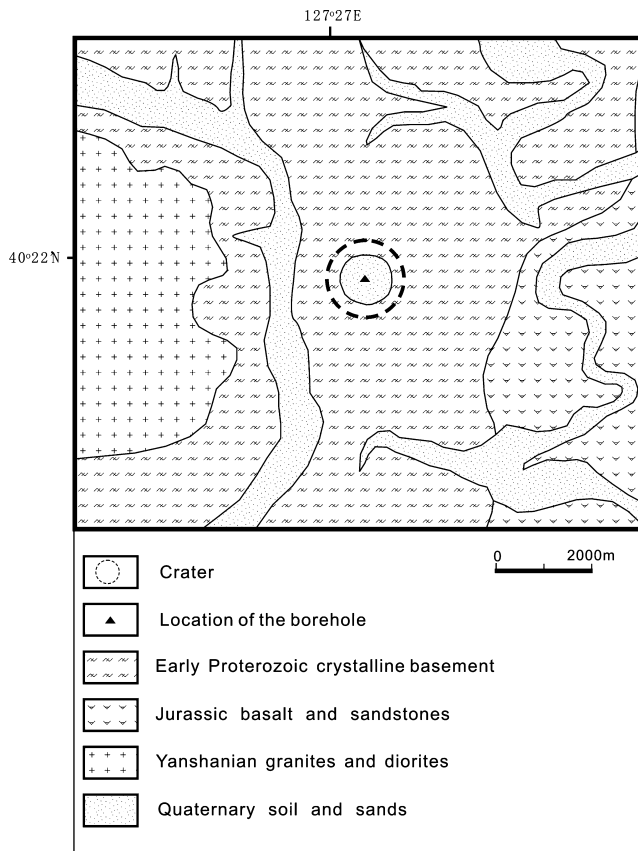 127°27E
40°22N
0 2000m
Crater
Location of the borehole
Early Proterozoic crystalline basement
Jurassic basalt and sandstones
Yanshanian granites and diorites
Quaternary soil and sands